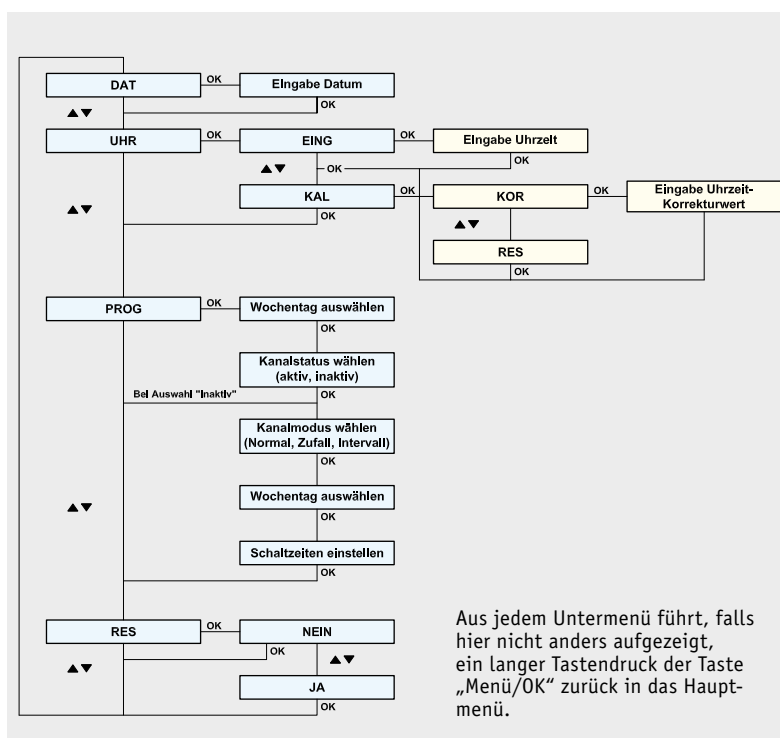 DAT OK Eingabe Datum
OK
▲▼
UHR OK EING OK Eingabe Uhrzeit
▲▼ OK OK
KAL OK KOR OK Eingabe Uhrzeit-
Korrekturwert
▲▼ OK ▲▼
RES
OK
PROG OK Wochentag auswählen
OK
Kanalstatus wählen
(aktiv, inaktiv)
Bei Auswahl "Inaktiv" OK
Kanalmodus wählen
(Normal, Zufall, Intervall)
OK
Wochentag auswählen
▲▼ OK
Schaltzeiten einstellen
OK
RES OK NEIN
OK
▲▼ ▲▼
JA
OK
Aus jedem Untermenü führt, falls
hier nicht anders aufgezeigt,
ein langer Tastendruck der Taste
„Menü/OK“ zurück in das Haupt-
menü.